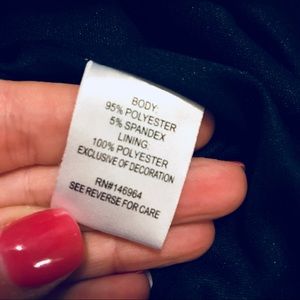 BODY:
95% POLYESTER
5% SPANDEX
LINING:
100% POLYESTER
EXCLUSIVE OF DECORATION
RN#146964
SEE REVERSE FOR CARE